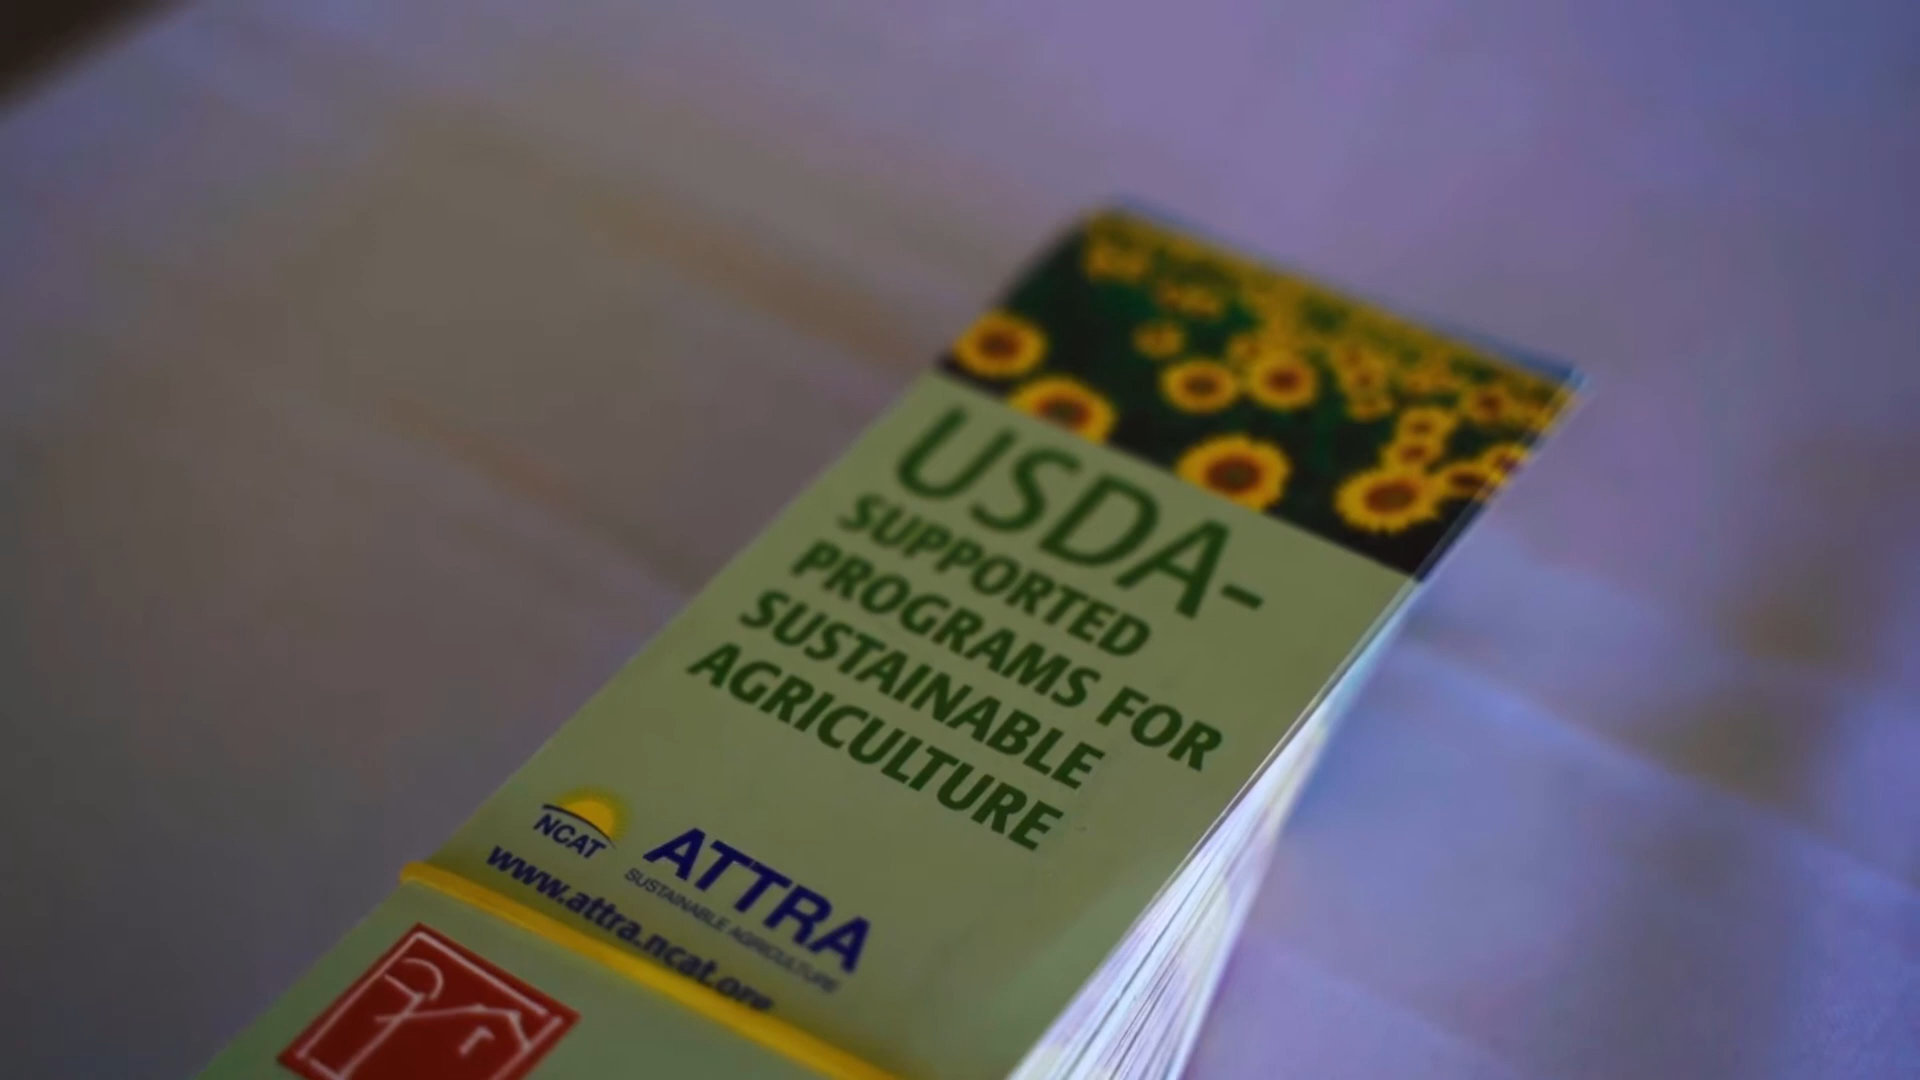 USDA-
SUPPORTED
PROGRAMS FOR
SUSTAINABLE
AGRICULTURE
NCAT
ATTRA
SUSTAINABLE AGRICULTURE
www.attra.ncat.org